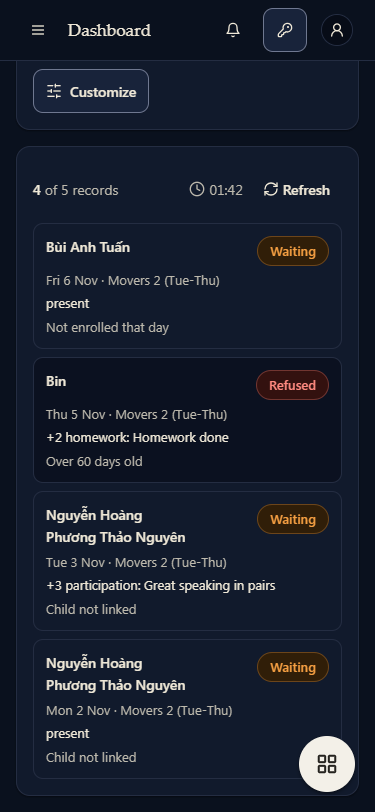 Dashboard
Customize
4 of 5 records
01:42
Refresh
Bùi Anh Tuấn
Waiting
Fri 6 Nov · Movers 2 (Tue-Thu)
present
Not enrolled that day
Bin
Refused
Thu 5 Nov · Movers 2 (Tue-Thu)
+2 homework: Homework done
Over 60 days old
Nguyễn Hoàng
Phương Thảo Nguyên
Waiting
Tue 3 Nov · Movers 2 (Tue-Thu)
+3 participation: Great speaking in pairs
Child not linked
Nguyễn Hoàng
Phương Thảo Nguyên
Waiting
Mon 2 Nov · Movers 2 (Tue-Thu)
present
Child not linked